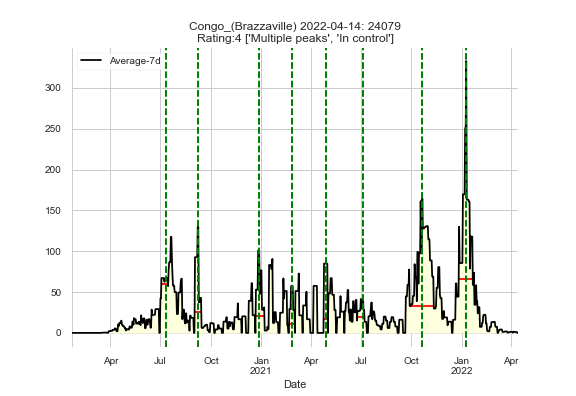 Congo_(Brazzaville) 2022-04-14: 24079
Rating:4 ['Multiple peaks', 'In control']
Average-7d
300
250
200
150
100
50
0
Apr Jul Oct Jan Apr Jul Oct Jan Apr
2021 2022
Date